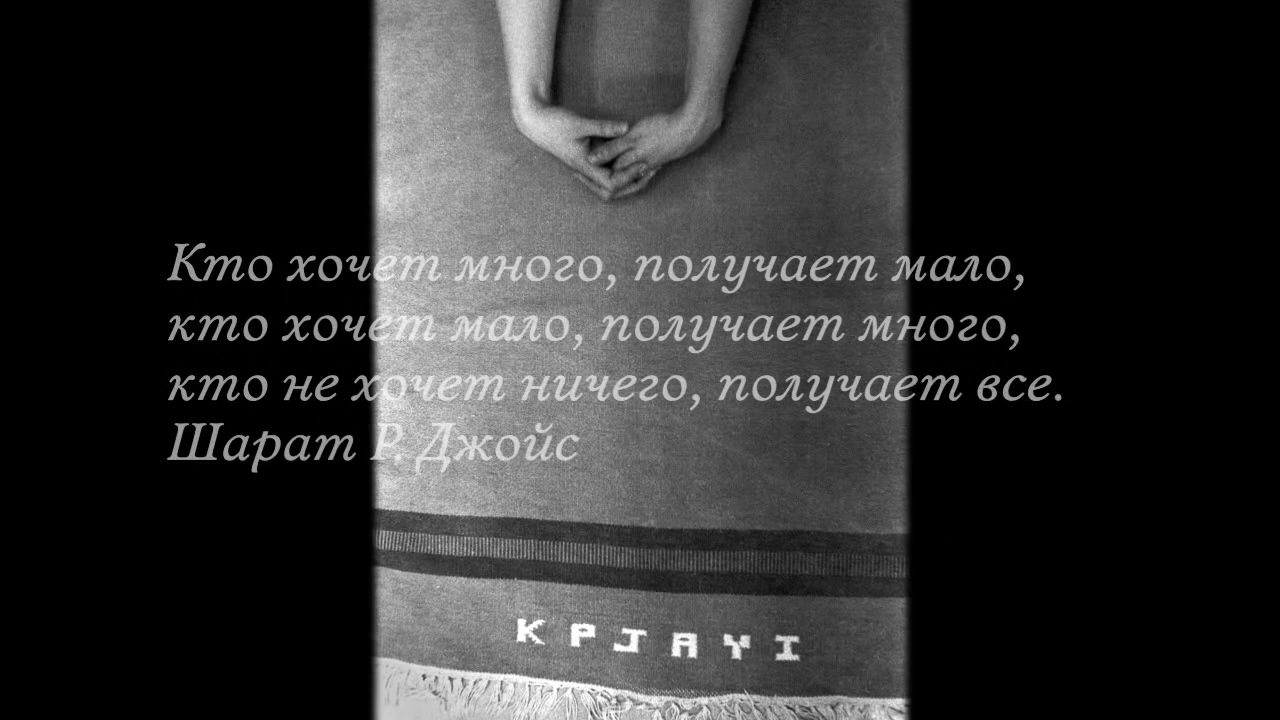 Кто хочет много, получает мало,
кто хочет мало, получает много,
кто не хочет ничего, получает все.
Шарат Р. Джойс
KPJAYI